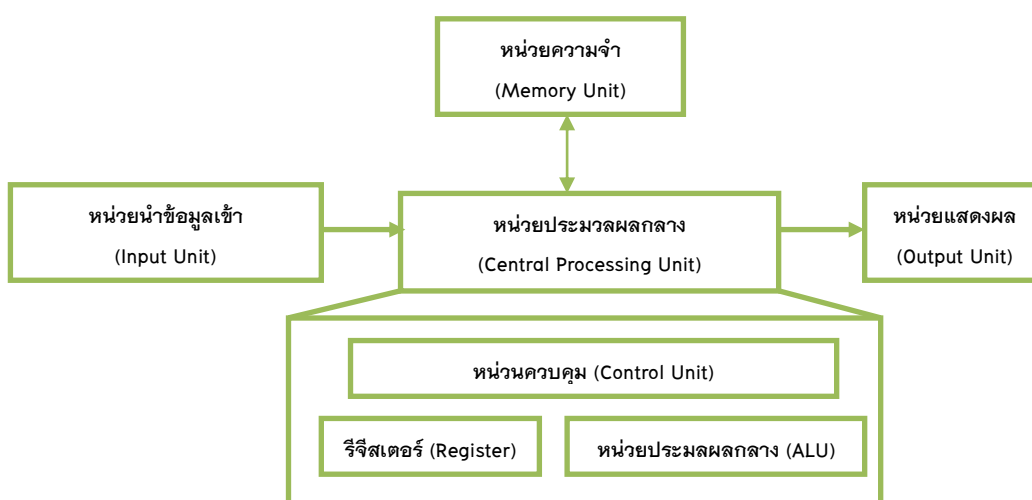 หน่วยความจำ
(Memory Unit)
หน่วยนำข้อมูลเข้า
(Input Unit)
หน่วยประมวลผลกลาง
(Central Processing Unit)
หน่วยแสดงผล
(Output Unit)
หน่วนควบคุม (Control Unit)
รีจีสเตอร์ (Register)
หน่วยประมลผลกลาง (ALU)